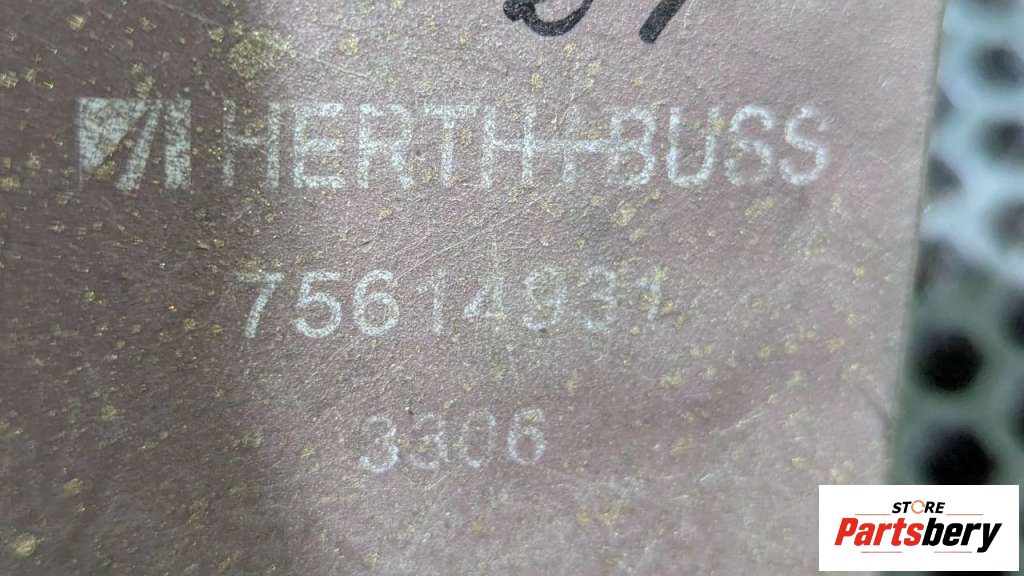 HERTH+BUSS
75614931
3306
STORE
Partsbery